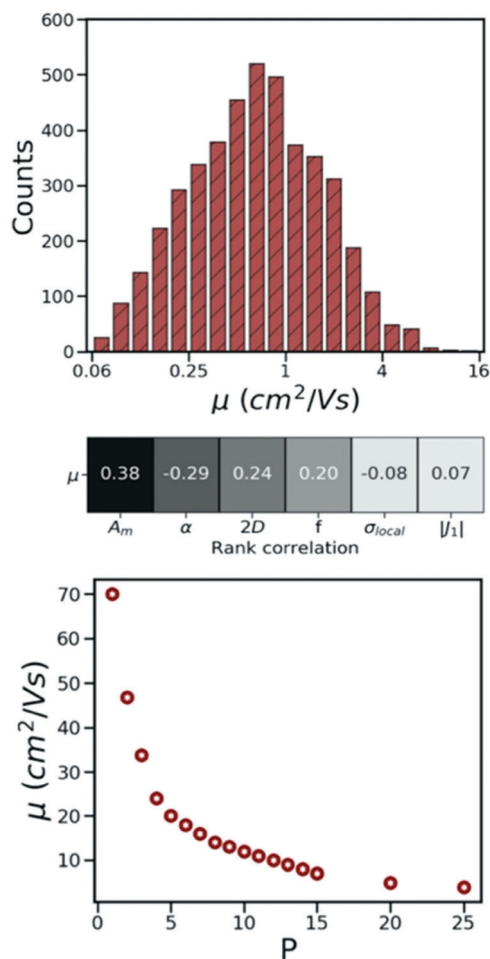 600
500
400
300
200
100
0
Counts
0.06 0.25 1 4 16
μ (cm²/Vs)
μ 0.38 -0.29 0.24 0.20 -0.08 0.07
A_m α 2D f σ_local |J_1|
Rank correlation
70
60
50
40
30
20
10
μ (cm²/Vs)
0 5 10 15 20 25
P